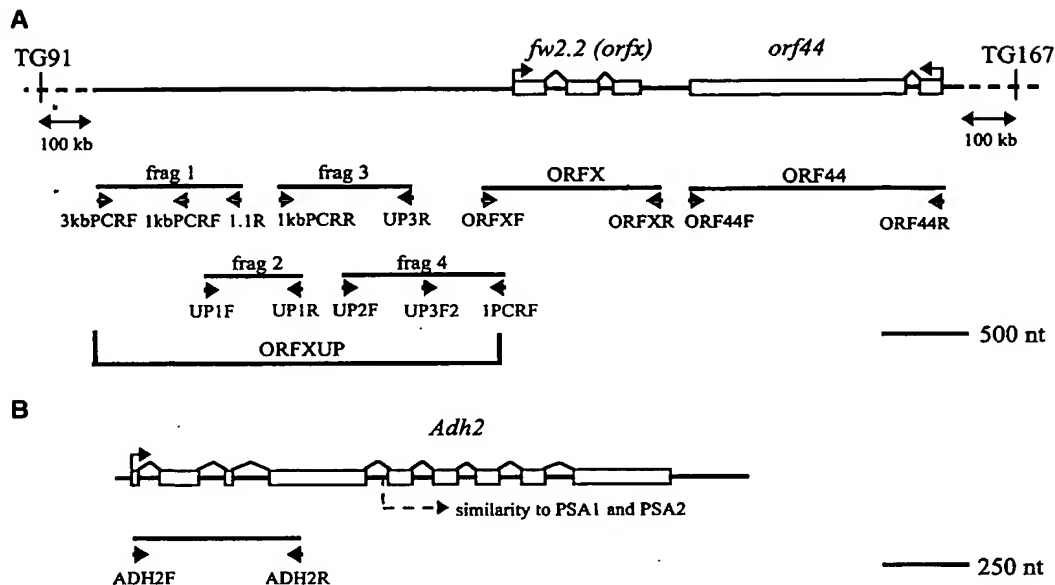 A
TG91
fw2.2 (orfx)
orf44
TG167
100 kb
100 kb
frag 1
frag 3
ORFX
ORF44
3kbPCRF 1kbPCRF 1.1R
1kbPCRR
UP3R
ORFXF
ORFXR
ORF44F
ORF44R
frag 2
frag 4
UP1F
UP1R
UP2F
UP3F2
1PCRF
ORFXUP
500 nt
B
Adh2
similarity to PSA1 and PSA2
ADH2F
ADH2R
250 nt